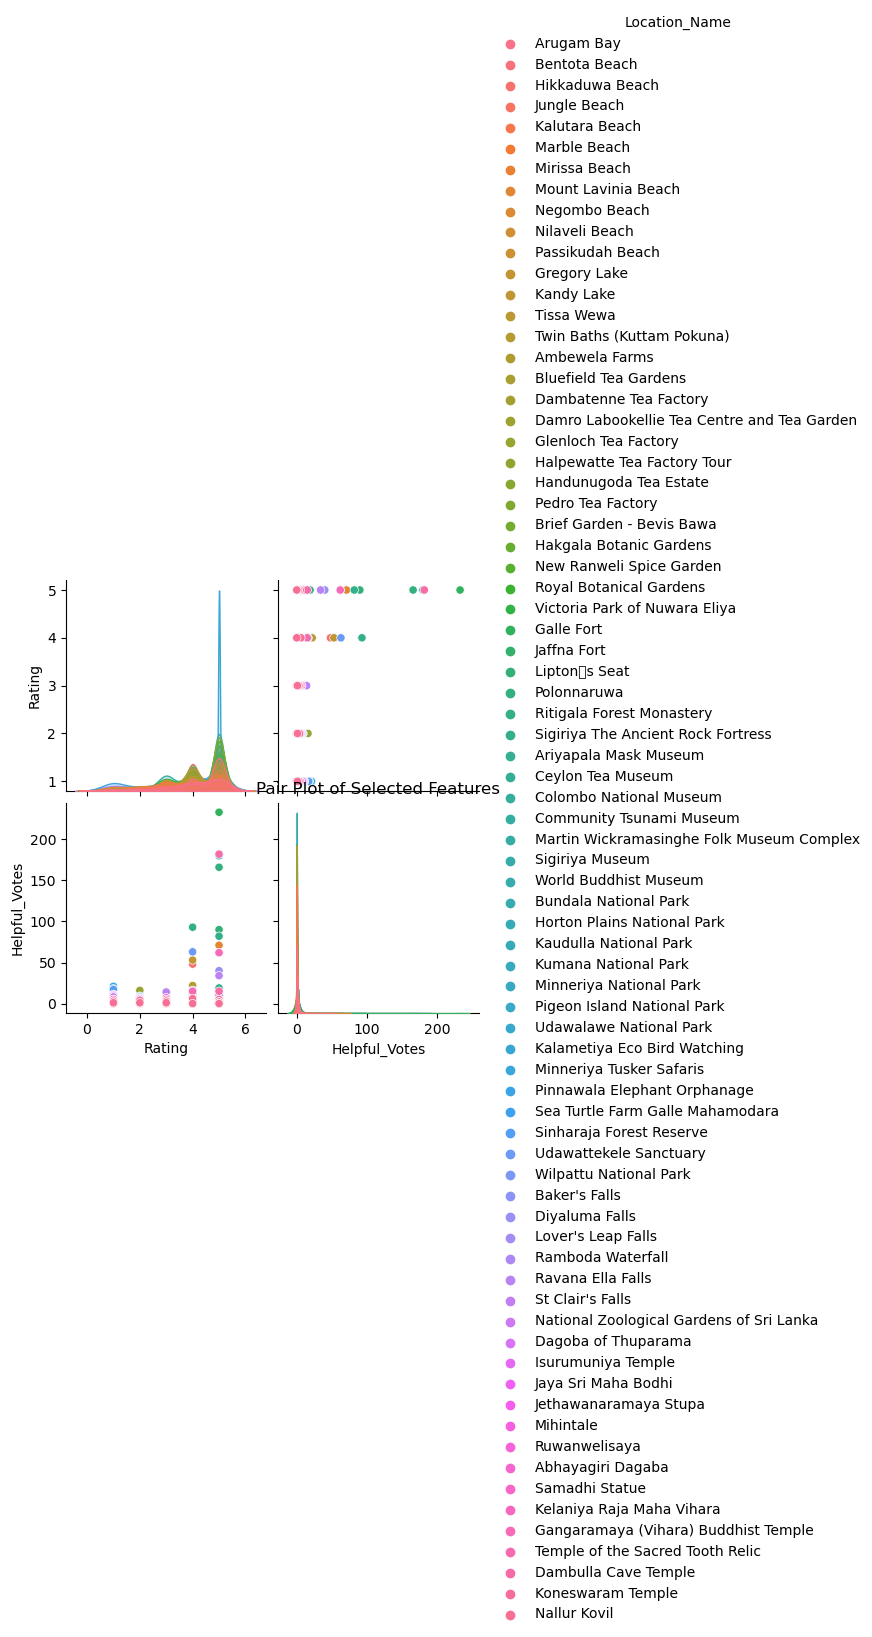 Location_Name
Arugam Bay
Bentota Beach
Hikkaduwa Beach
Jungle Beach
Kalutara Beach
Marble Beach
Mirissa Beach
Mount Lavinia Beach
Negombo Beach
Nilaveli Beach
Passikudah Beach
Gregory Lake
Kandy Lake
Tissa Wewa
Twin Baths (Kuttam Pokuna)
Ambewela Farms
Bluefield Tea Gardens
Dambatenne Tea Factory
Damro Labookellie Tea Centre and Tea Garden
Glenloch Tea Factory
Halpewatte Tea Factory Tour
Handunugoda Tea Estate
Pedro Tea Factory
Brief Garden - Bevis Bawa
Hakgala Botanic Gardens
New Ranweli Spice Garden
Royal Botanical Gardens
Victoria Park of Nuwara Eliya
Galle Fort
Jaffna Fort
Lipton▯s Seat
Polonnaruwa
Ritigala Forest Monastery
Sigiriya The Ancient Rock Fortress
Ariyapala Mask Museum
Ceylon Tea Museum
Colombo National Museum
Community Tsunami Museum
Martin Wickramasinghe Folk Museum Complex
Sigiriya Museum
World Buddhist Museum
Bundala National Park
Horton Plains National Park
Kaudulla National Park
Kumana National Park
Minneriya National Park
Pigeon Island National Park
Udawalawe National Park
Kalametiya Eco Bird Watching
Minneriya Tusker Safaris
Pinnawala Elephant Orphanage
Sea Turtle Farm Galle Mahamodara
Sinharaja Forest Reserve
Udawattekele Sanctuary
Wilpattu National Park
Baker's Falls
Diyaluma Falls
Lover's Leap Falls
Ramboda Waterfall
Ravana Ella Falls
St Clair's Falls
National Zoological Gardens of Sri Lanka
Dagoba of Thuparama
Isurumuniya Temple
Jaya Sri Maha Bodhi
Jethawanaramaya Stupa
Mihintale
Ruwanwelisaya
Abhayagiri Dagaba
Samadhi Statue
Kelaniya Raja Maha Vihara
Gangaramaya (Vihara) Buddhist Temple
Temple of the Sacred Tooth Relic
Dambulla Cave Temple
Koneswaram Temple
Nallur Kovil
Rating
5
4
3
2
1
Pair Plot of Selected Features
Helpful_Votes
200
150
100
50
0
0 2 4 6
Rating
0 100 200
Helpful_Votes